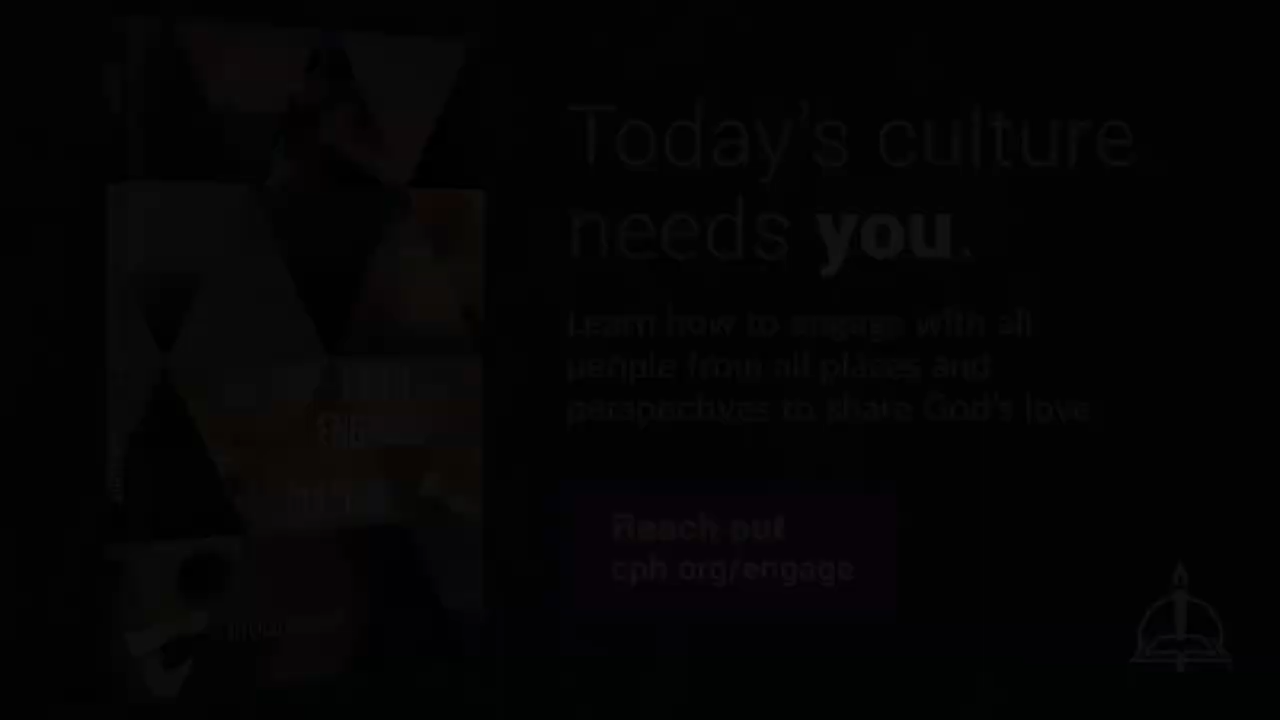 Today's culture
needs you.
Learn how to engage with all
people from all places and
perspectives to share God's love.
Reach out
cph.org/engage